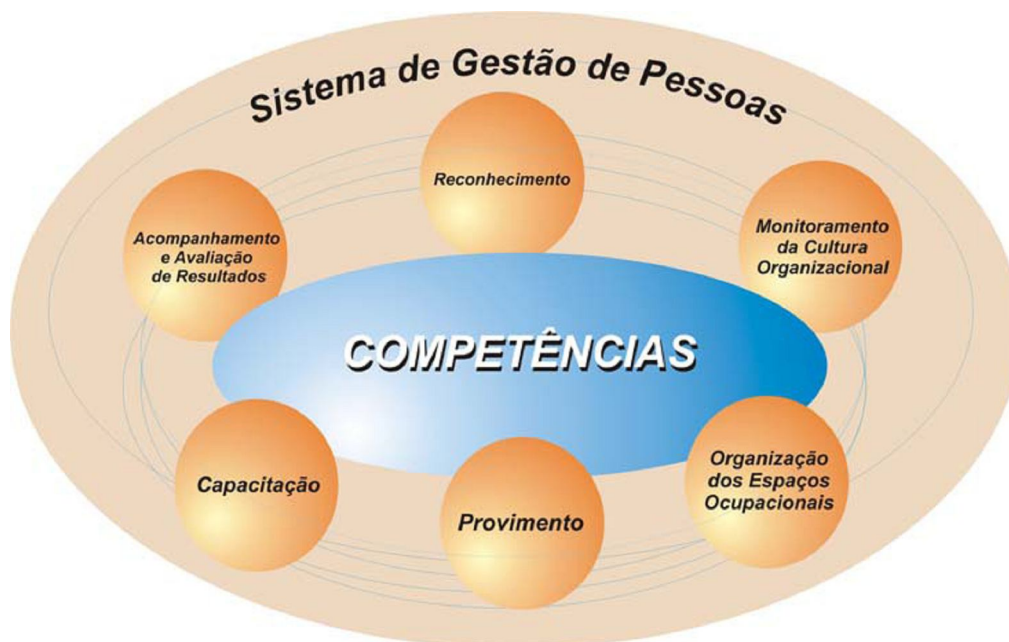 Sistema de Gestão de Pessoas
Reconhecimento
Acompanhamento
e Avaliação
de Resultados
Monitoramento
da Cultura
Organizacional
COMPETÊNCIAS
Capacitação
Provimento
Organização
dos Espaços
Ocupacionais